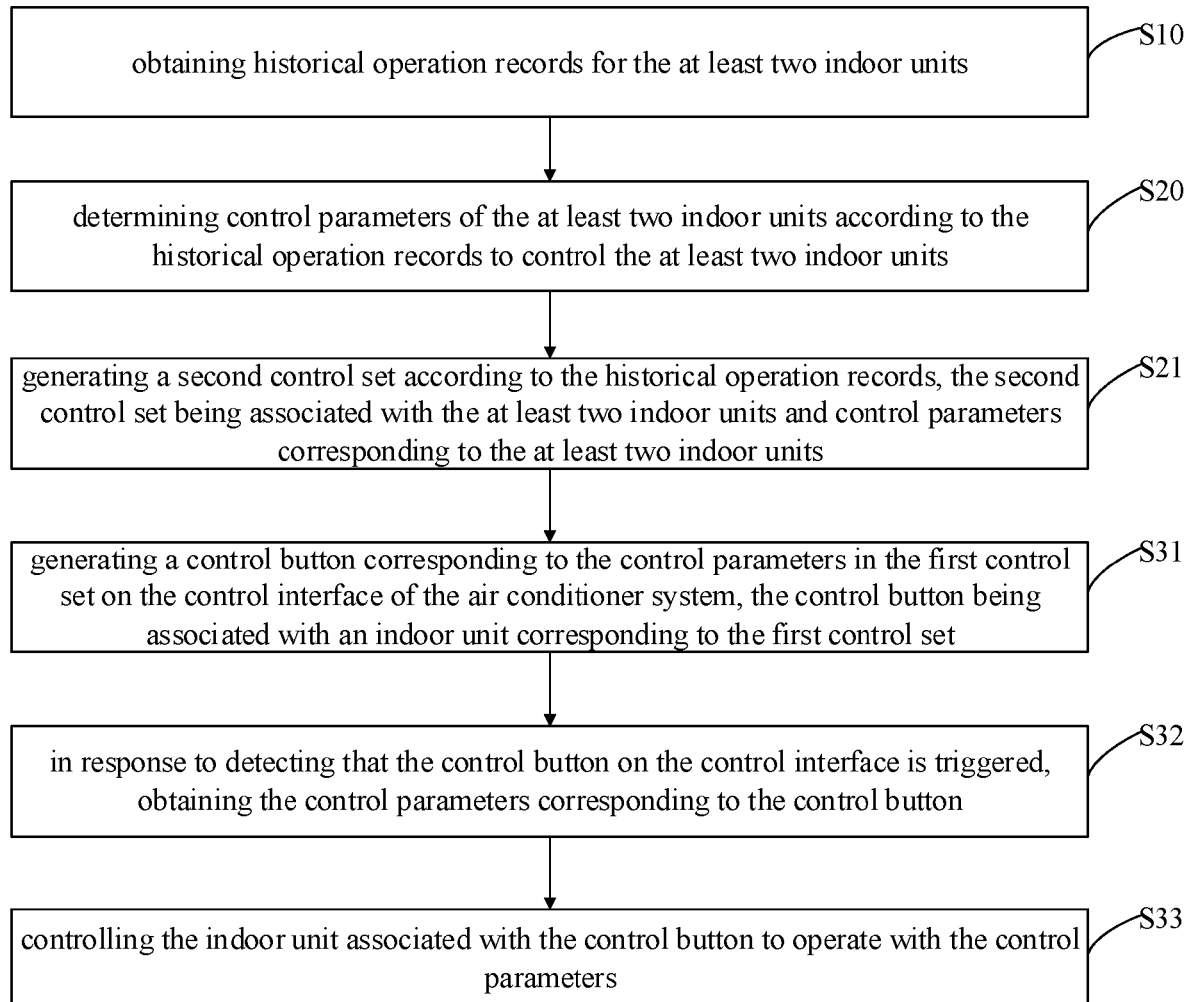 S10
obtaining historical operation records for the at least two indoor units
S20
determining control parameters of the at least two indoor units according to the
historical operation records to control the at least two indoor units
S21
generating a second control set according to the historical operation records, the second
control set being associated with the at least two indoor units and control parameters
corresponding to the at least two indoor units
S31
generating a control button corresponding to the control parameters in the first control
set on the control interface of the air conditioner system, the control button being
associated with an indoor unit corresponding to the first control set
S32
in response to detecting that the control button on the control interface is triggered,
obtaining the control parameters corresponding to the control button
S33
controlling the indoor unit associated with the control button to operate with the control
parameters